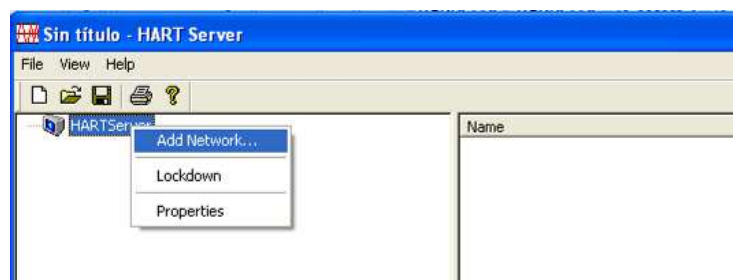 Sin título - HART Server
File View Help
HARTServer
Name
Add Network...
Lockdown
Properties